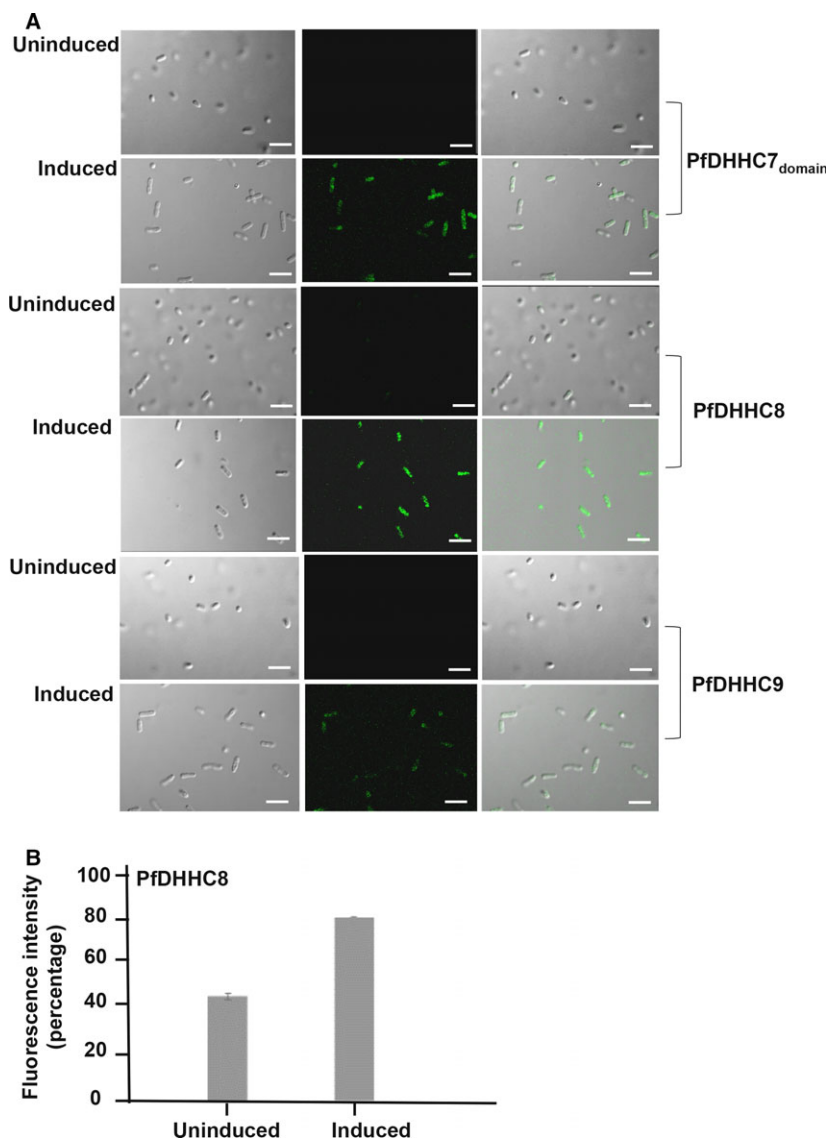 A
Uninduced
Induced
PfDHHC7domain
Uninduced
Induced
PfDHHC8
Uninduced
Induced
PfDHHC9
B
PfDHHC8
Fluorescence intensity
(percentage)
100
80
60
40
20
0
Uninduced
Induced